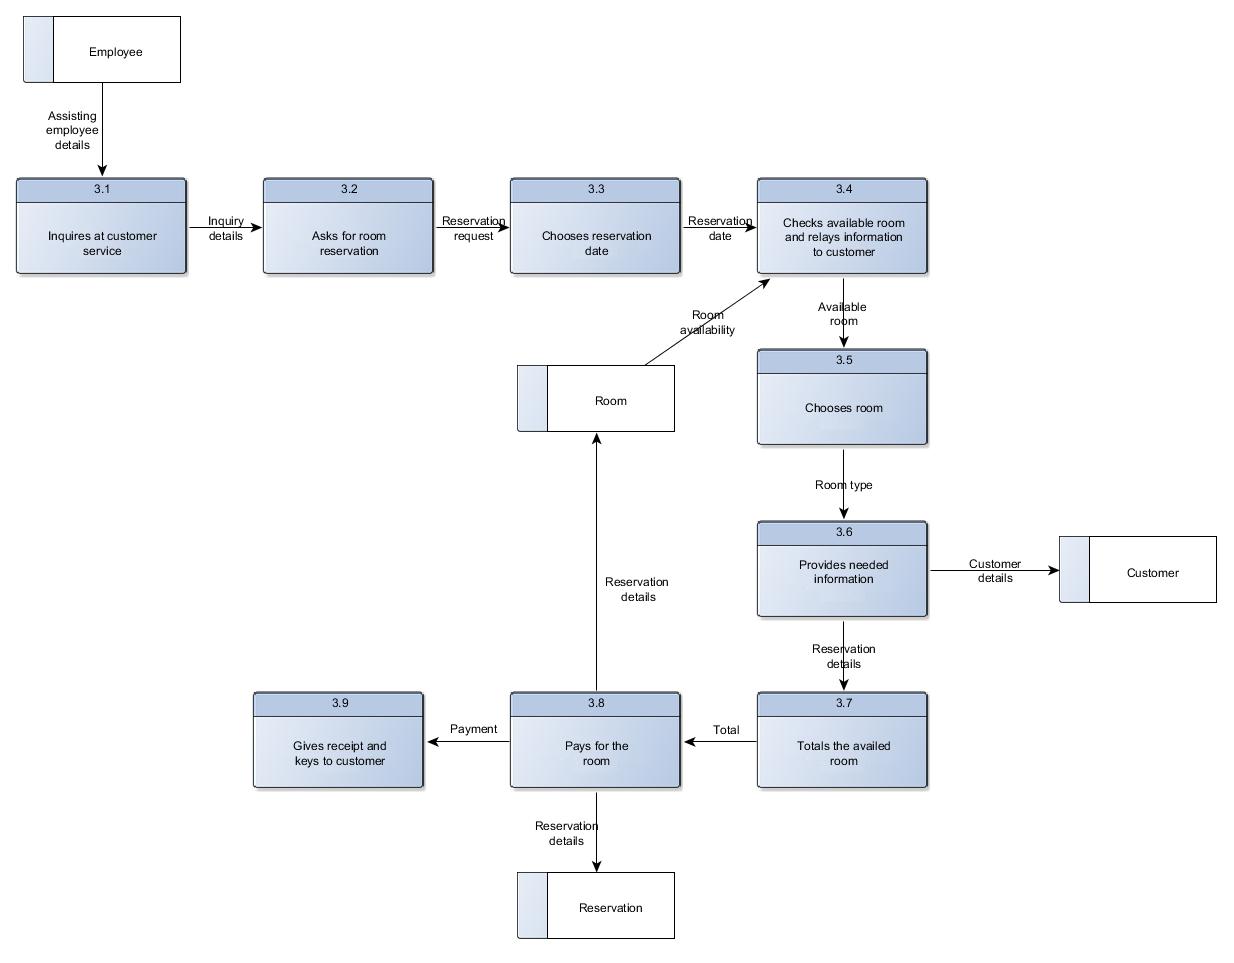 Employee
Assisting
employee
details
3.1
Inquires at customer
service
Inquiry
details
3.2
Asks for room
reservation
Reservation
request
3.3
Chooses reservation
date
Reservation
date
3.4
Checks available room
and relays information
to customer
Room
availability
Available
room
Room
3.5
Chooses room
Room type
3.6
Provides needed
information
Customer
details
Customer
Reservation
details
Reservation
details
3.7
Totals the availed
room
Total
3.8
Pays for the
room
Payment
3.9
Gives receipt and
keys to customer
Reservation
details
Reservation